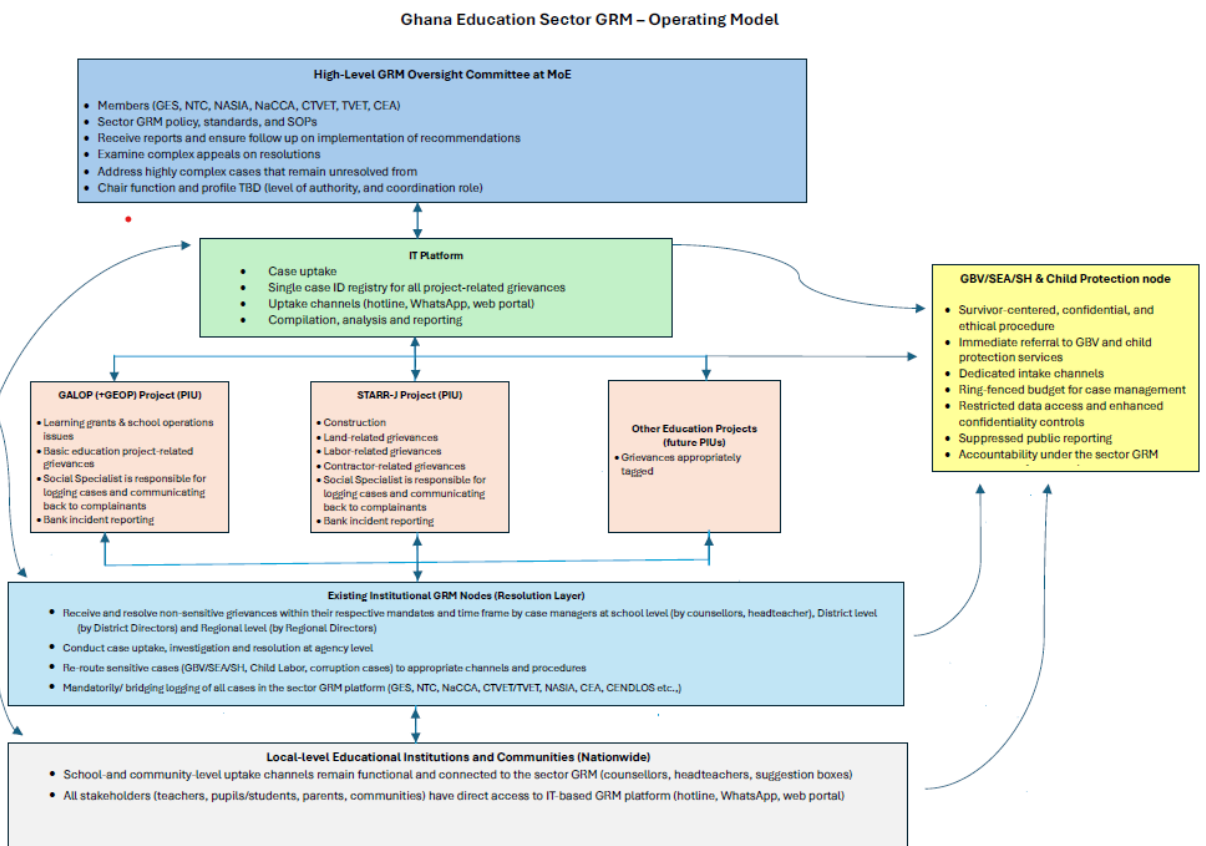 Ghana Education Sector GRM – Operating Model
High-Level GRM Oversight Committee at MoE
• Members (GES, NTC, NASIA, NaCCA, CTVET, TVET, CEA)
• Sector GRM policy, standards, and SOPs
• Receive reports and ensure follow up on implementation of recommendations
• Examine complex appeals on resolutions
• Address highly complex cases that remain unresolved from
• Chair function and profile TBD (level of authority, and coordination role)
IT Platform
• Case uptake
• Single case ID registry for all project-related grievances
• Uptake channels (hotline, WhatsApp, web portal)
• Compilation, analysis and reporting
GBV/SEA/SH & Child Protection node
• Survivor-centered, confidential, and
ethical procedure
• Immediate referral to GBV and child
protection services
• Dedicated intake channels
• Ring-fenced budget for case management
• Restricted data access and enhanced
confidentiality controls
• Suppressed public reporting
• Accountability under the sector GRM
GALOP (+GEOP) Project (PIU)
• Learning grants & school operations
issues
• Basic education project-related
grievances
• Social Specialist is responsible for
logging cases and communicating
back to complainants
• Bank incident reporting
STARR-J Project (PIU)
• Construction
• Land-related grievances
• Labor-related grievances
• Contractor-related grievances
• Social Specialist is responsible for
logging cases and communicating
back to complainants
• Bank incident reporting
Other Education Projects
(future PIUs)
• Grievances appropriately
tagged
Existing Institutional GRM Nodes (Resolution Layer)
• Receive and resolve non-sensitive grievances within their respective mandates and time frame by case managers at school level (by counsellors, headteacher), District level
(by District Directors) and Regional level (by Regional Directors)
• Conduct case uptake, investigation and resolution at agency level
• Re-route sensitive cases (GBV/SEA/SH, Child Labor, corruption cases) to appropriate channels and procedures
• Mandatorily/ bridging logging of all cases in the sector GRM platform (GES, NTC, NaCCA, CTVET/TVET, NASIA, CEA, CENDLOS etc.,,)
Local-level Educational Institutions and Communities (Nationwide)
• School-and community-level uptake channels remain functional and connected to the sector GRM (counsellors, headteachers, suggestion boxes)
• All stakeholders (teachers, pupils/students, parents, communities) have direct access to IT-based GRM platform (hotline, WhatsApp, web portal)